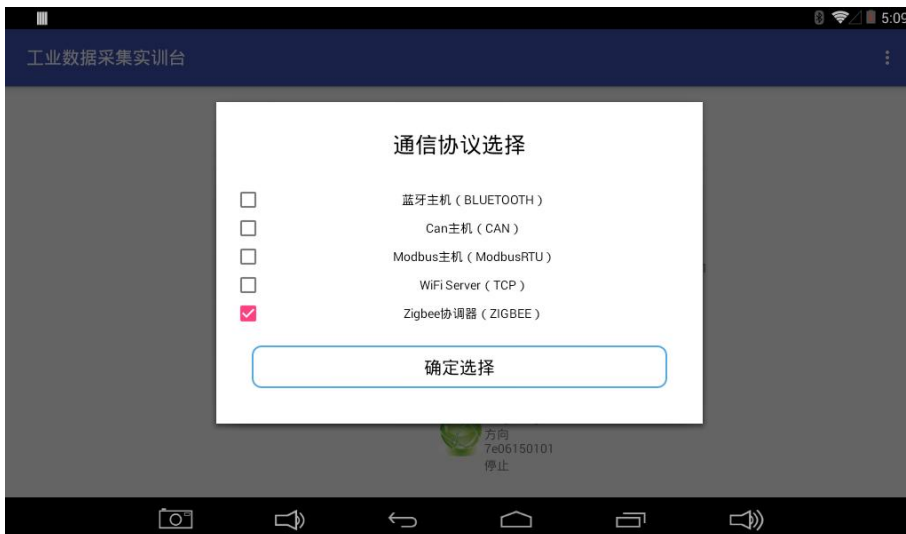 5:09
工业数据采集实训台
通信协议选择
蓝牙主机（BLUETOOTH）
Can主机（CAN）
Modbus主机（ModbusRTU）
WiFi Server（TCP）
Zigbee协调器（ZIGBEE）
确定选择
方向
7e06150101
停止